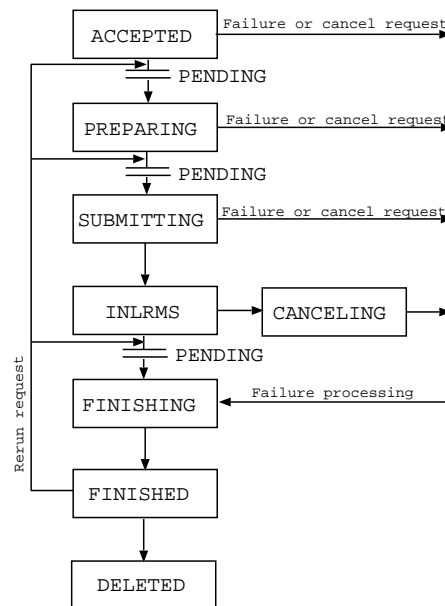 ACCEPTED
Failure or cancel request
PENDING
PREPARING
Failure or cancel request
PENDING
SUBMITTING
Failure or cancel request
INLRMS
CANCELING
PENDING
FINISHING
Failure processing
Rerun request
FINISHED
DELETED